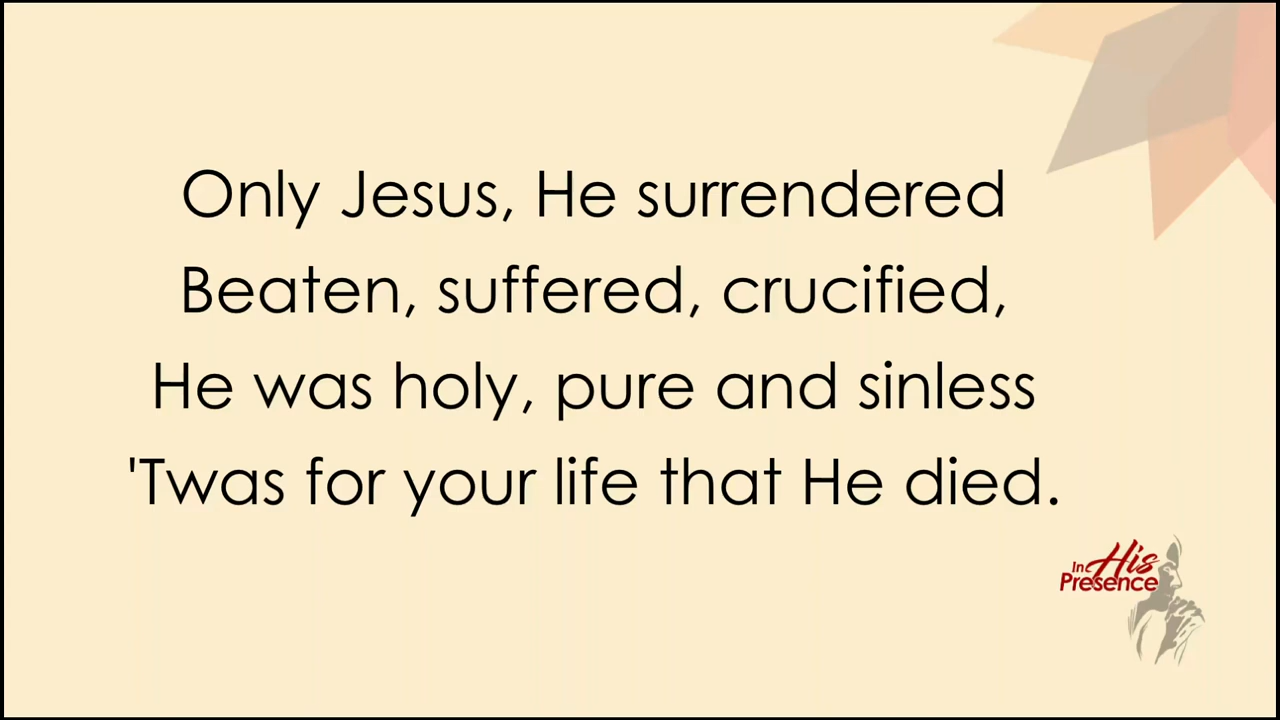 Only Jesus, He surrendered
Beaten, suffered, crucified,
He was holy, pure and sinless
'Twas for your life that He died.
In His
Presence